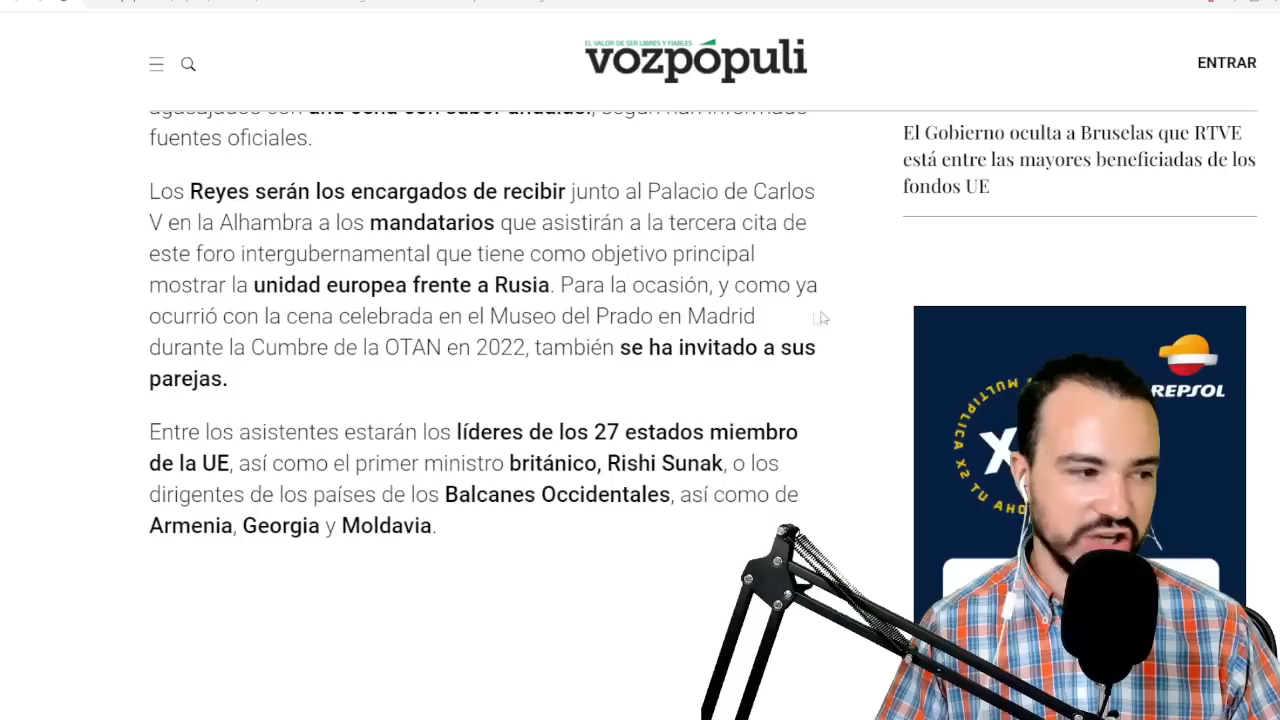 EL VALOR DE SER LIBRES Y FIABLES
vozpópuli
ENTRAR
fuentes oficiales.
Los Reyes serán los encargados de recibir junto al Palacio de Carlos
V en la Alhambra a los mandatarios que asistirán a la tercera cita de
este foro intergubernamental que tiene como objetivo principal
mostrar la unidad europea frente a Rusia. Para la ocasión, y como ya
ocurrió con la cena celebrada en el Museo del Prado en Madrid
durante la Cumbre de la OTAN en 2022, también se ha invitado a sus
parejas.
Entre los asistentes estarán los líderes de los 27 estados miembro
de la UE, así como el primer ministro británico, Rishi Sunak, o los
dirigentes de los países de los Balcanes Occidentales, así como de
Armenia, Georgia y Moldavia.
El Gobierno oculta a Bruselas que RTVE
está entre las mayores beneficiadas de los
fondos UE
REPSOL
MULTIPLICA X2 TU